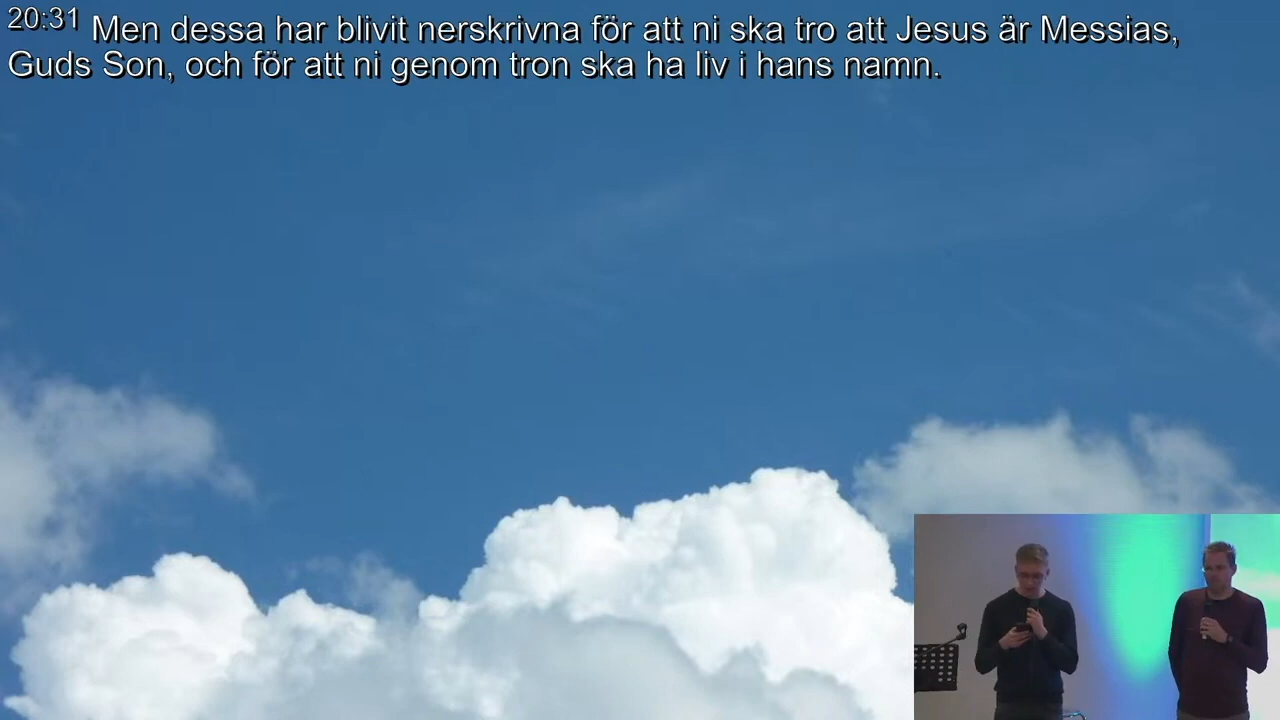 20:31 Men dessa har blivit nerskrivna för att ni ska tro att Jesus är Messias,
Guds Son, och för att ni genom tron ska ha liv i hans namn.